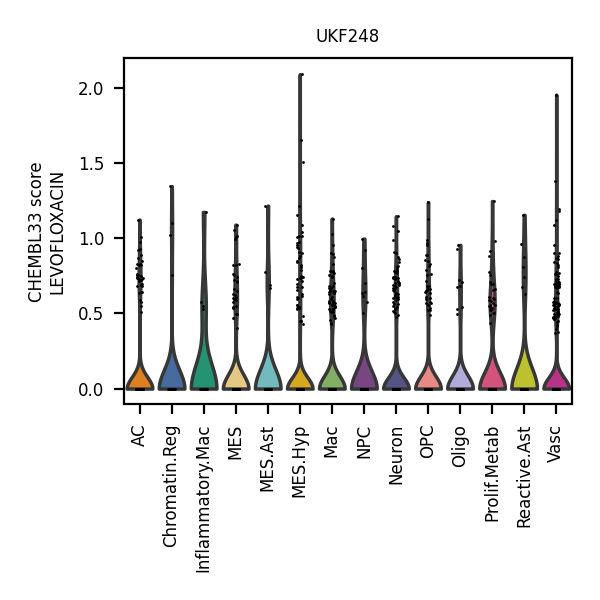 UKF248
CHEMBL33 score
LEVOFLOXACIN
2.0
1.5
1.0
0.5
0.0
AC
Chromatin.Reg
Inflammatory.Mac
MES
MES.Ast
MES.Hyp
Mac
NPC
Neuron
OPC
Oligo
Prolif.Metab
Reactive.Ast
Vasc